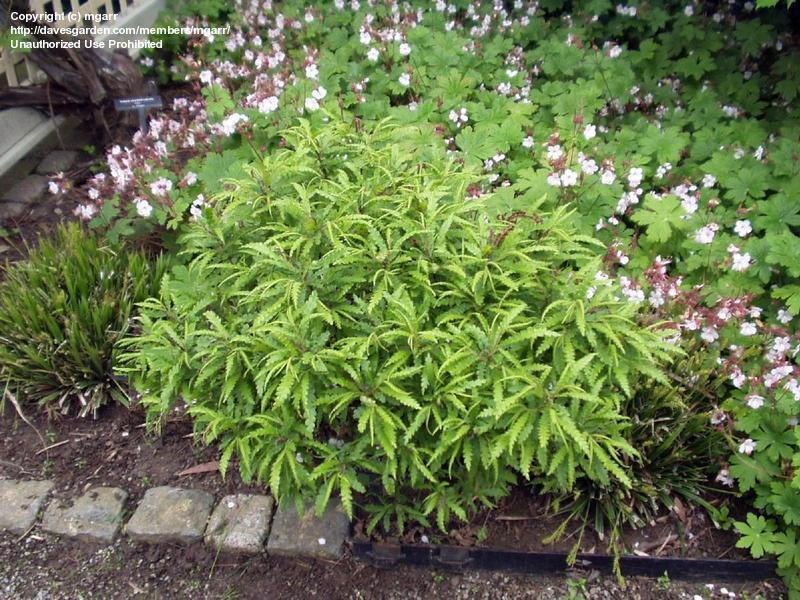 Copyright (c) mgarr
http://davesgarden.com/members/mgarr/
Unauthorized Use Prohibited